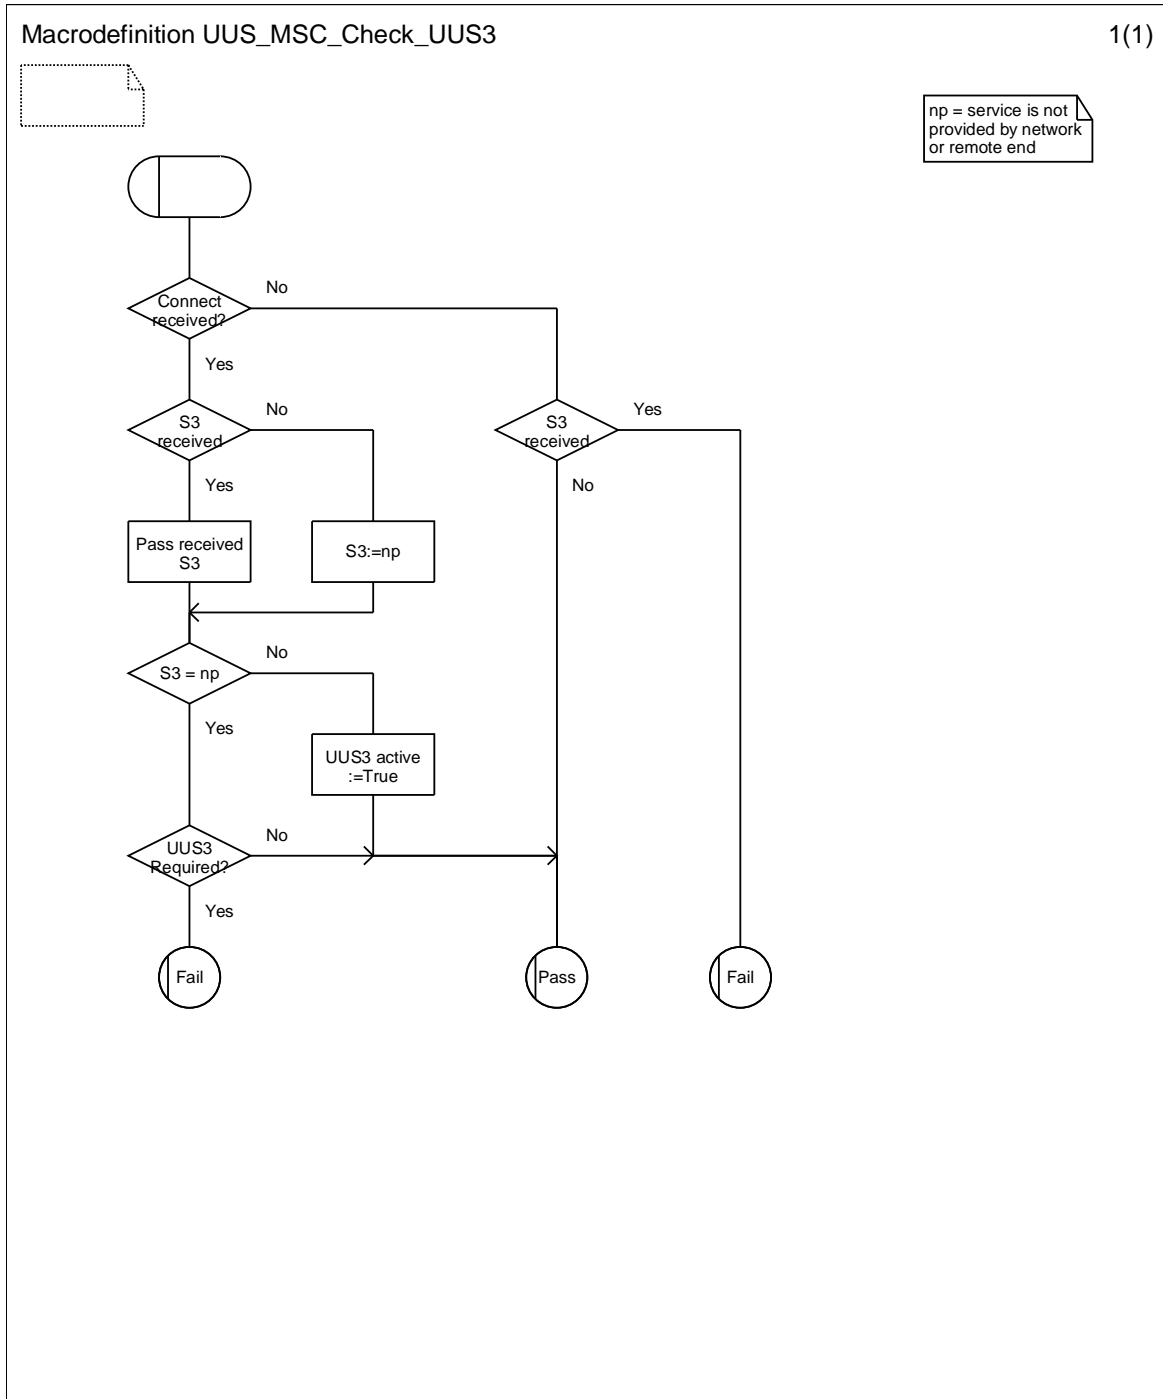 Macrodefinition UUS_MSC_Check_UUS3
1(1)
np = service is not
provided by network
or remote end
Connect
received?
No
Yes
S3
received
No
Yes
S3
received
Yes
No
Pass received
S3
S3:=np
S3 = np
No
Yes
UUS3 active
:=True
UUS3
Required?
No
Yes
Fail
Pass
Fail